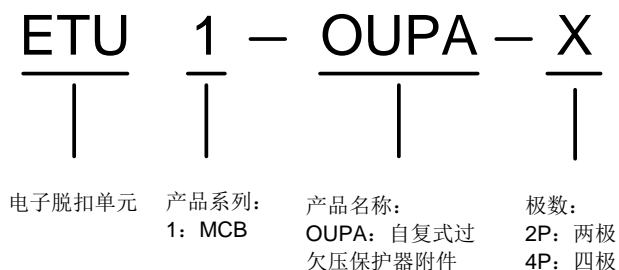 ETU 1 — OUPA — X
电子脱扣单元
产品系列:
1: MCB
产品名称:
OUPA: 自复式过
欠压保护器附件
极数:
2P: 两极
4P: 四极